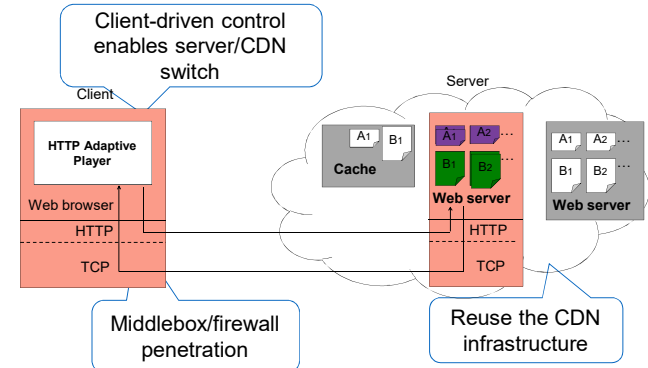 Client-driven control
enables server/CDN
switch
Client
Server
HTTP Adaptive
Player
Web browser
HTTP
TCP
A1
B1
Cache
A1
A2
...
B1
B2
...
Web server
HTTP
TCP
A1
A2
...
B1
B2
...
Web server
Middlebox/firewall
penetration
Reuse the CDN
infrastructure